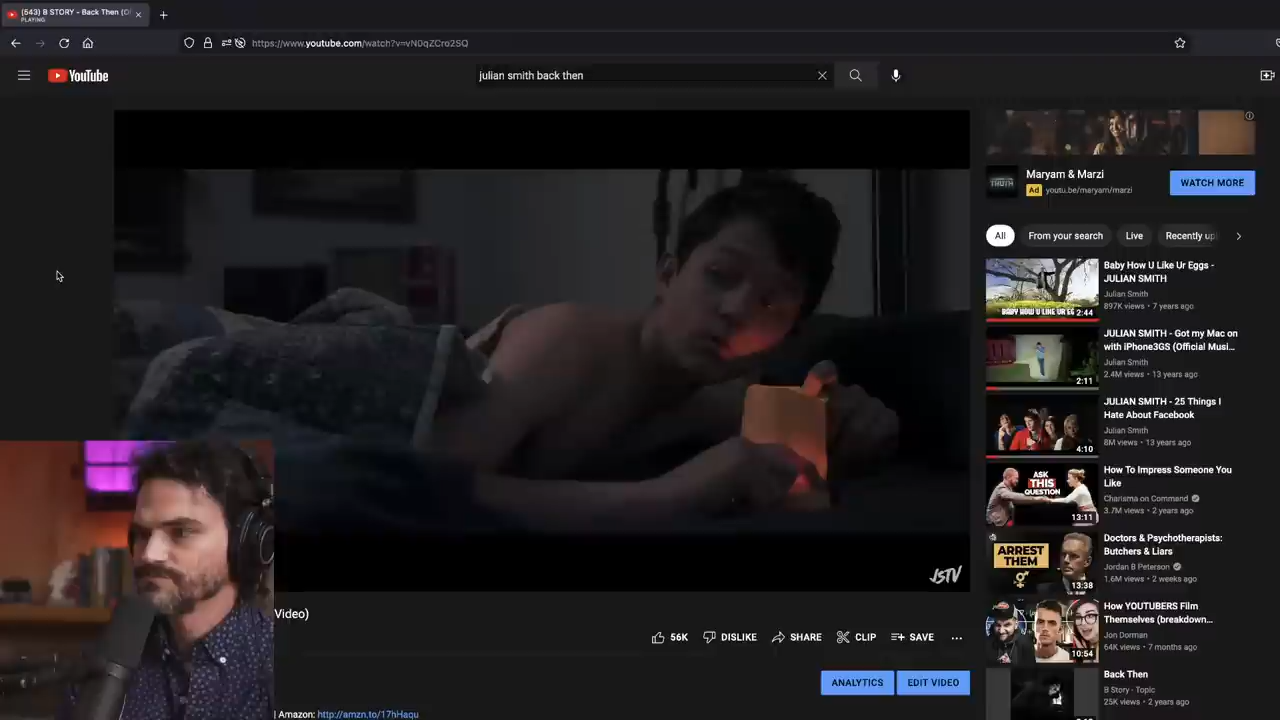 (543) B STORY - Back Then (Of
PLAYING
https://www.youtube.com/watch?v=vN0qZCro2SQ
YouTube
julian smith back then
TRUTH
Maryam & Marzi
Ad youtu.be/maryam/marzi
WATCH MORE
All From your search Live Recently up
BABY HOW U LIKE UR EG 2:44
Baby How U Like Ur Eggs -
JULIAN SMITH
Julian Smith
897K views • 7 years ago
2:11
JULIAN SMITH - Got my Mac on
with iPhone3GS (Official Musi...
Julian Smith
2.4M views • 13 years ago
4:10
JULIAN SMITH - 25 Things I
Hate About Facebook
Julian Smith
8M views • 13 years ago
ASK
THIS
QUESTION
13:11
How To Impress Someone You
Like
Charisma on Command
3.7M views • 2 years ago
ARREST
THEM
13:38
Doctors & Psychotherapists:
Butchers & Liars
Jordan B Peterson
1.6M views • 2 weeks ago
10:54
How YOUTUBERS Film
Themselves (breakdown...
Jon Dorman
64K views • 7 months ago
Back Then
B Story - Topic
25K views • 2 years ago
JSTV
Video)
56K DISLIKE SHARE CLIP SAVE
ANALYTICS EDIT VIDEO
| Amazon: http://amzn.to/17hHaqu